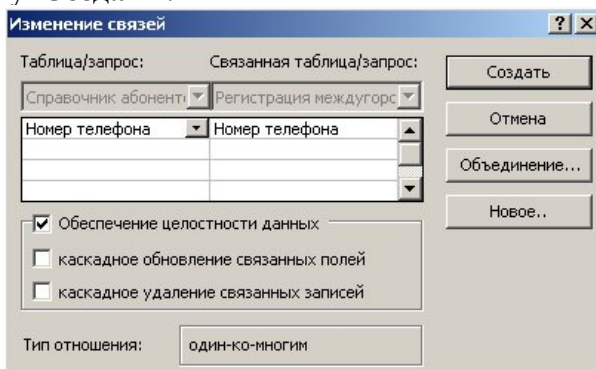 Изменение связей
Таблица/запрос: Связанная таблица/запрос:
Справочник абонент Регистрация междугорс
Номер телефона Номер телефона
Обеспечение целостности данных
каскадное обновление связанных полей
каскадное удаление связанных записей
Тип отношения: один-ко-многим
Создать
Отмена
Объединение...
Новое..